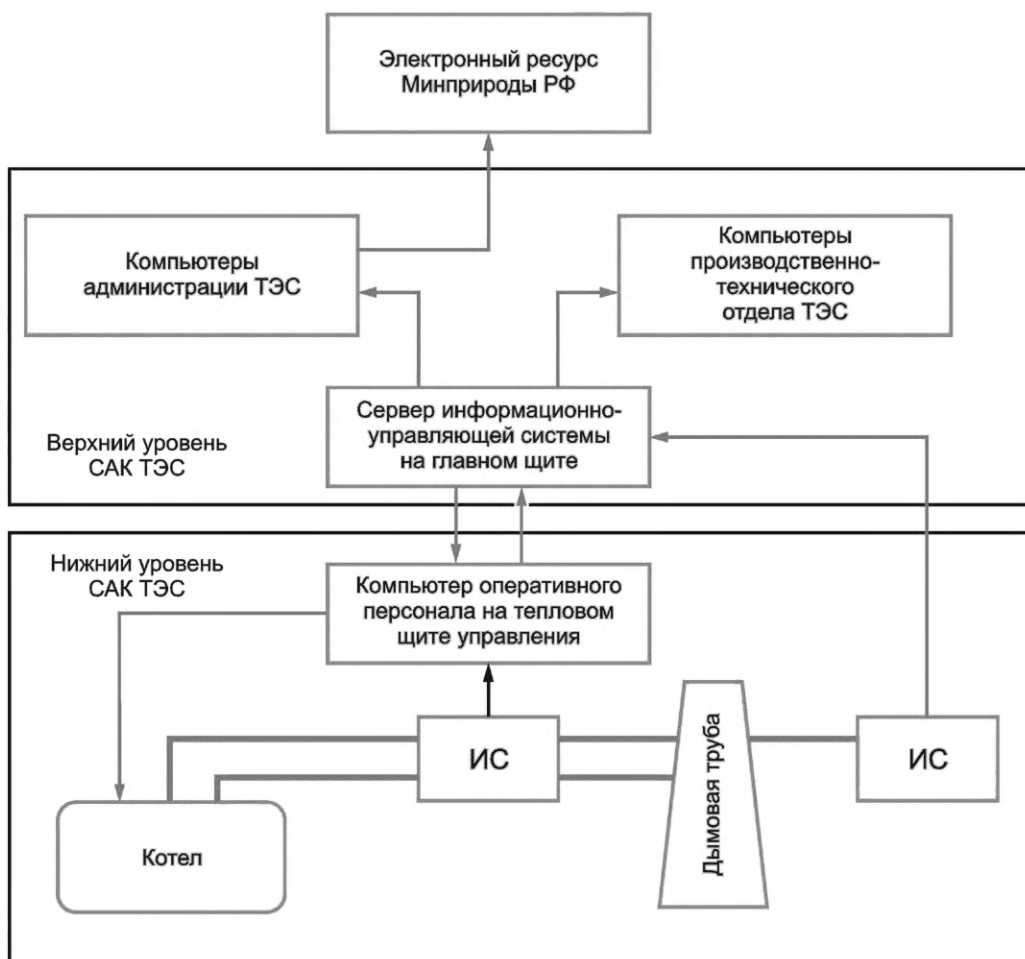 Электронный ресурс
Минприроды РФ
Компьютеры
администрации ТЭС
Компьютеры
производственно-
технического
отдела ТЭС
Сервер информационно-
управляющей системы
на главном щите
Верхний уровень
САК ТЭС
Нижний уровень
САК ТЭС
Компьютер оперативного
персонала на тепловом
щите управления
ИС
Дымовая труба
ИС
Котел